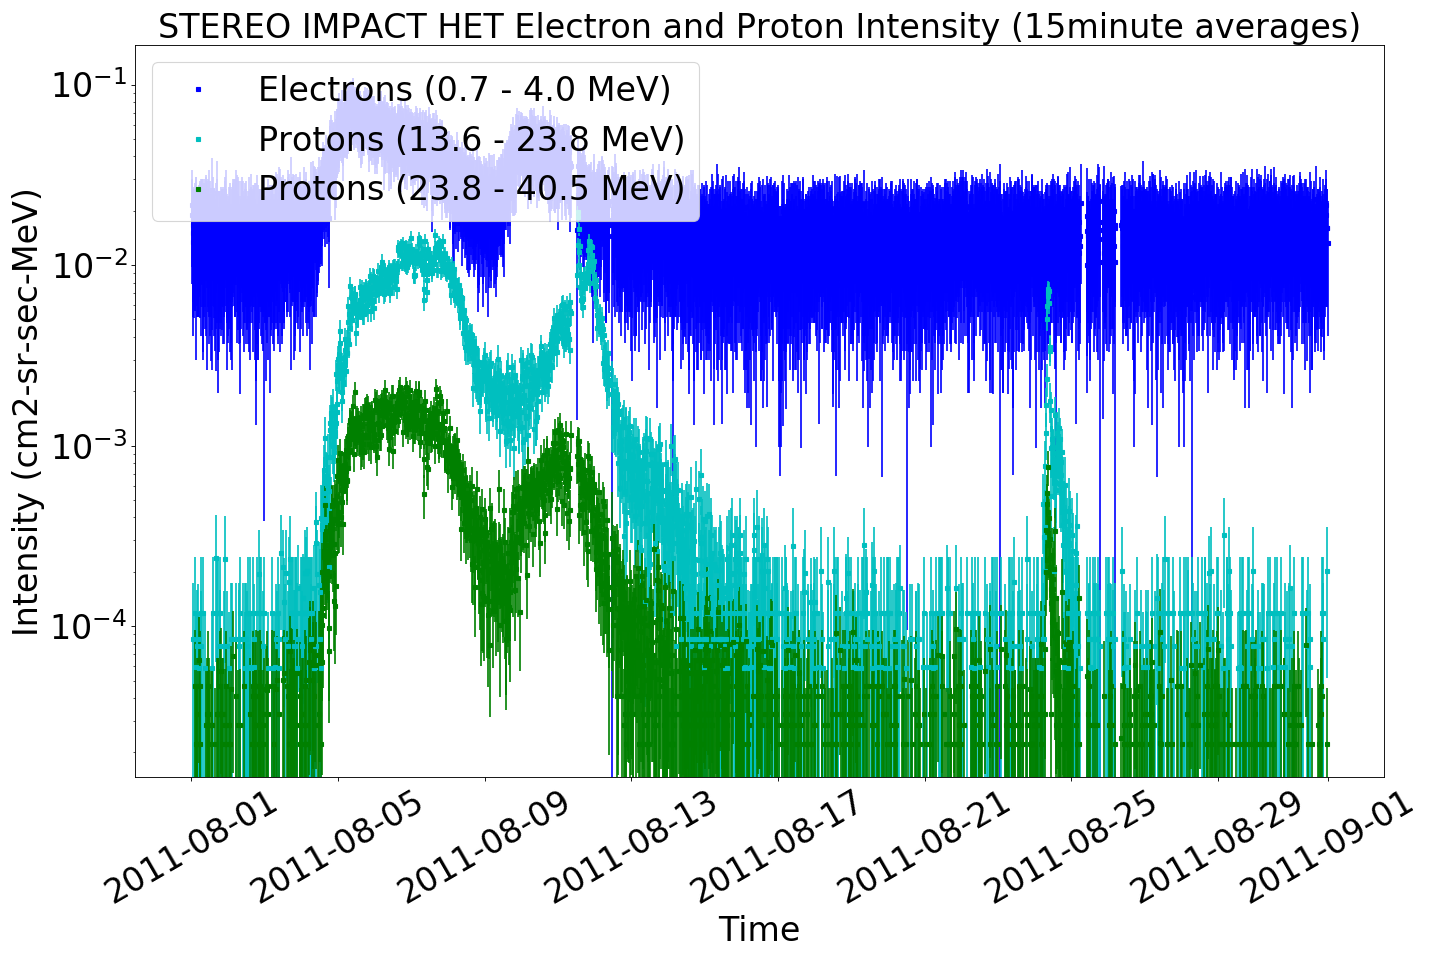 STEREO IMPACT HET Electron and Proton Intensity (15minute averages)
Electrons (0.7 - 4.0 MeV)
Protons (13.6 - 23.8 MeV)
Protons (23.8 - 40.5 MeV)
Intensity (cm2-sr-sec-MeV)
10⁻¹
10⁻²
10⁻³
10⁻⁴
2011-08-01
2011-08-05
2011-08-09
2011-08-13
2011-08-17
2011-08-21
2011-08-25
2011-08-29
2011-09-01
Time